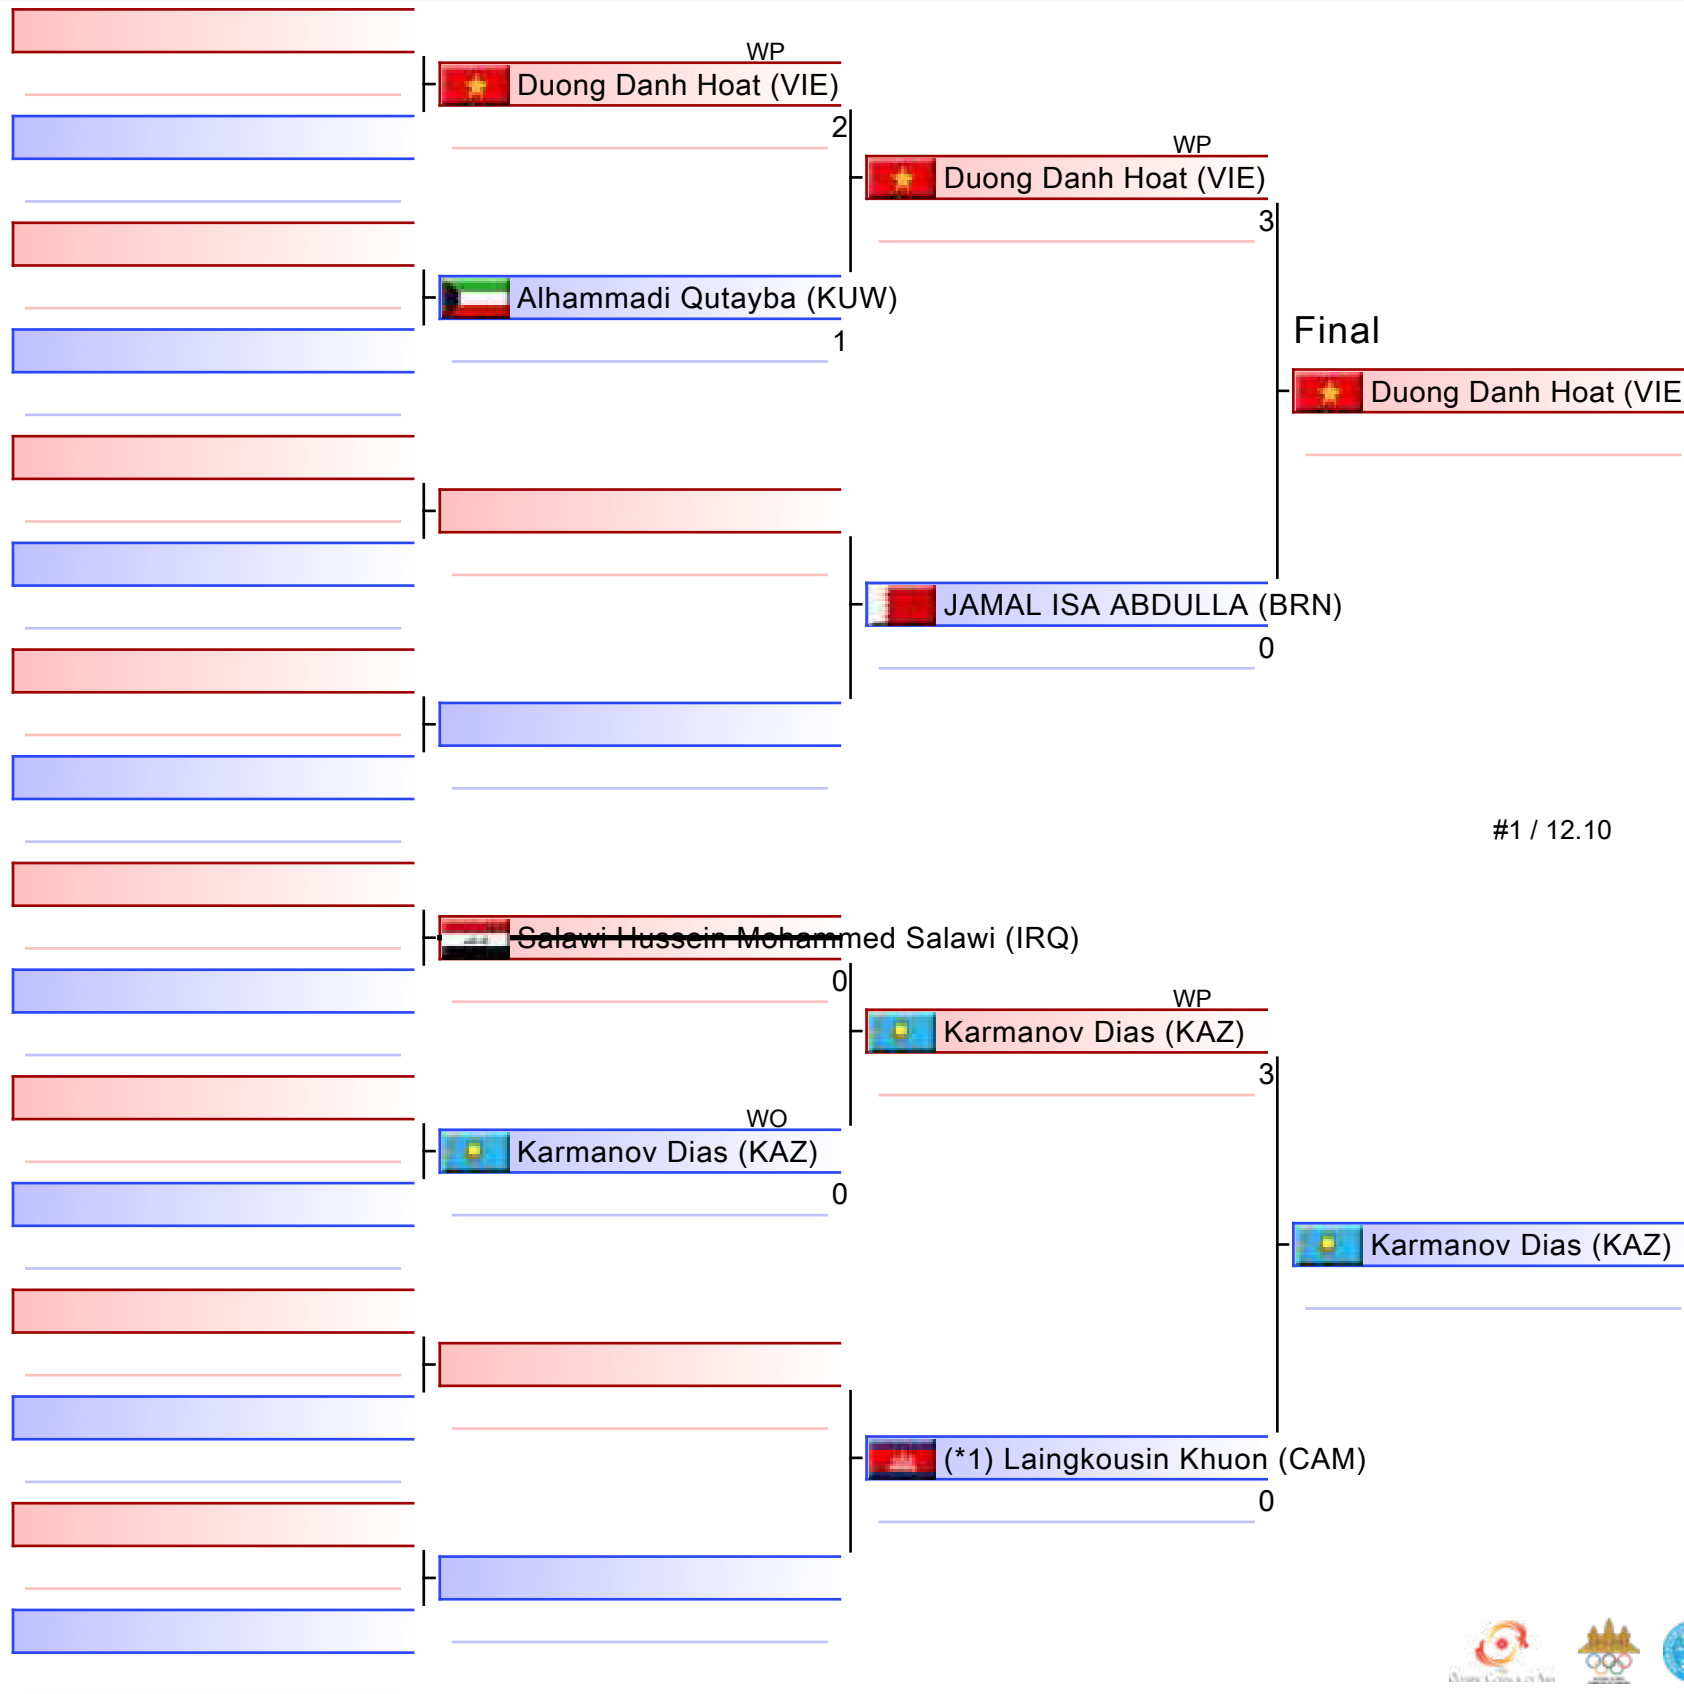 WP
Duong Danh Hoat (VIE)
2
WP
Duong Danh Hoat (VIE)
3
Alhammadi Qutayba (KUW)
1
Final
Duong Danh Hoat (VIE
JAMAL ISA ABDULLA (BRN)
0
#1 / 12.10
Salawi Hussein Mohammed Salawi (IRQ)
0
WP
Karmanov Dias (KAZ)
3
WO
Karmanov Dias (KAZ)
0
Karmanov Dias (KAZ)
(*1) Laingkousin Khuon (CAM)
0